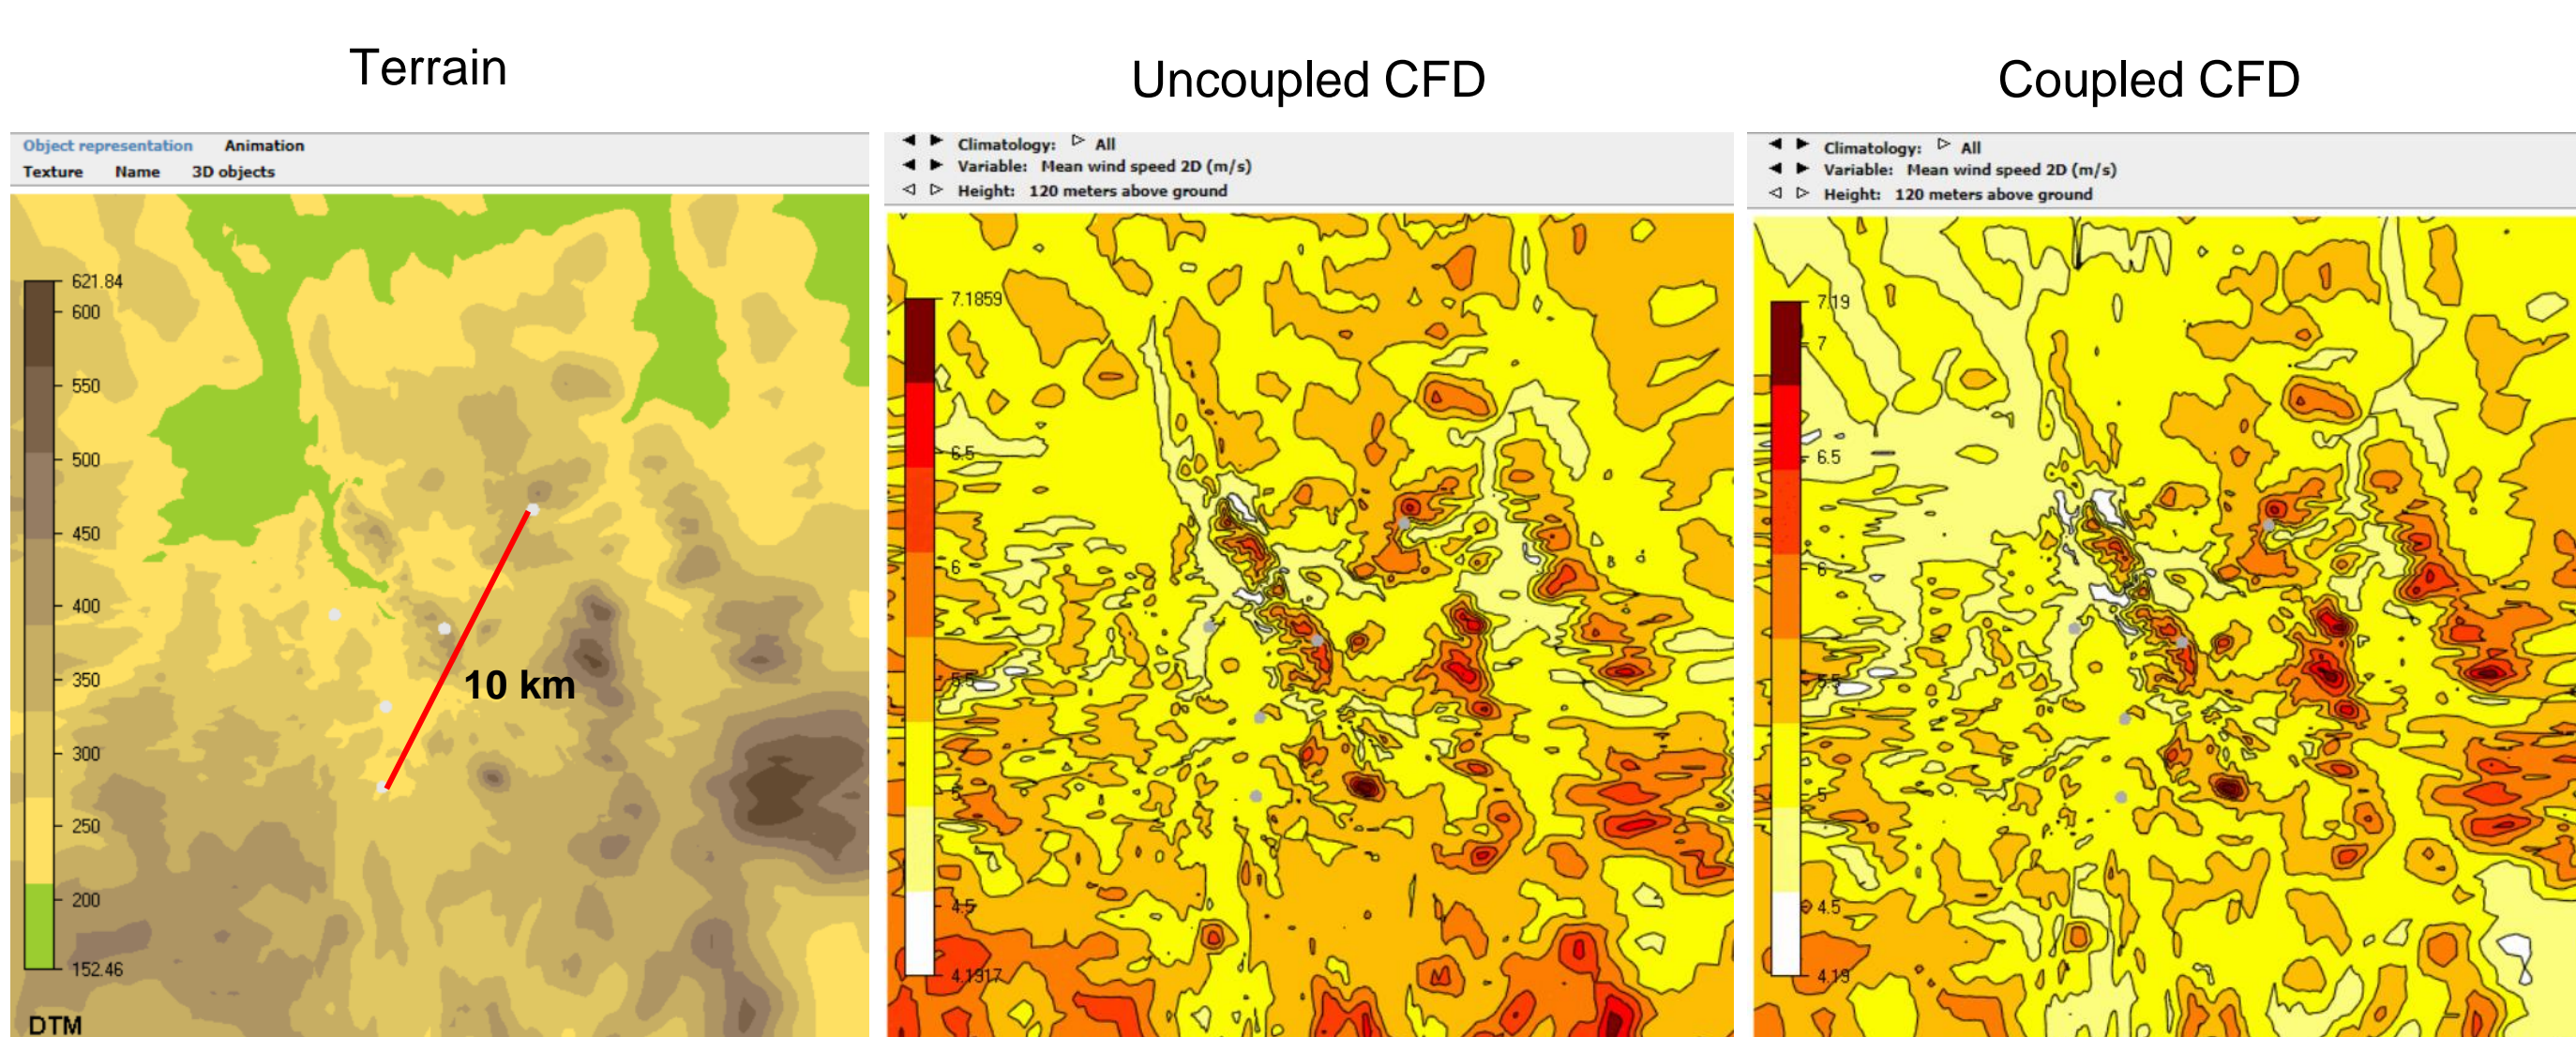 Terrain
Uncoupled CFD
Coupled CFD
Object representation Animation
Texture Name 3D objects
621.84
600
550
500
450
400
350
300
250
200
152.46
DTM
10 km
Climatology: All
Variable: Mean wind speed 2D (m/s)
Height: 120 meters above ground
7.1859
6.5
6
5.5
5
4.5
4.1917
Climatology: All
Variable: Mean wind speed 2D (m/s)
Height: 120 meters above ground
7.19
7
6.5
6
5.5
5
4.5
4.19